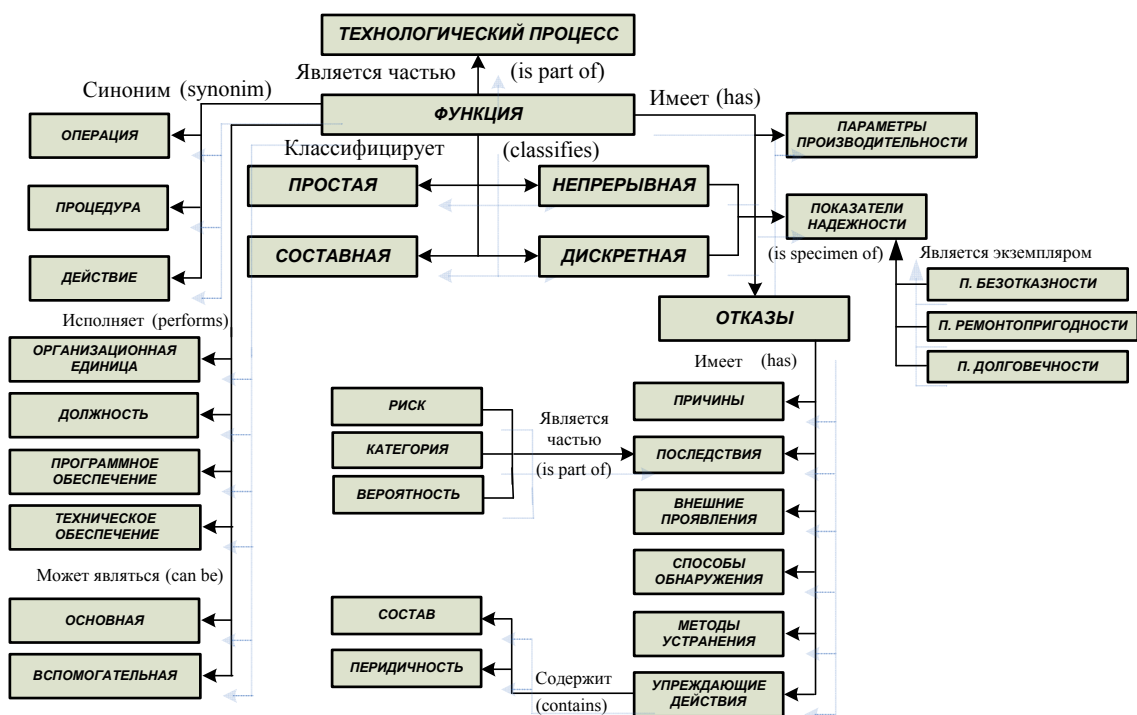 ТЕХНОЛОГИЧЕСКИЙ ПРОЦЕСС
Является частью (is part of)
Синоним (synonim)
ФУНКЦИЯ
Имеет (has)
ОПЕРАЦИЯ
ПРОЦЕДУРА
ДЕЙСТВИЕ
Классифицирует (classifies)
ПРОСТАЯ
НЕПРЕРЫВНАЯ
СОСТАВНАЯ
ДИСКРЕТНАЯ
ПАРАМЕТРЫ
ПРОИЗВОДИТЕЛЬНОСТИ
ПОКАЗАТЕЛИ
НАДЕЖНОСТИ
(is specimen of) Является экземпляром
П. БЕЗОТКАЗНОСТИ
П. РЕМОНТОПРИГОДНОСТИ
П. ДОЛГОВЕЧНОСТИ
Исполняет (performs)
ОРГАНИЗАЦИОННАЯ
ЕДИНИЦА
ДОЛЖНОСТЬ
ПРОГРАММНОЕ
ОБЕСПЕЧЕНИЕ
ТЕХНИЧЕСКОЕ
ОБЕСПЕЧЕНИЕ
Может являться (can be)
ОСНОВНАЯ
ВСПОМОГАТЕЛЬНАЯ
ОТКАЗЫ
Имеет (has)
ПРИЧИНЫ
ПОСЛЕДСТВИЯ
ВНЕШНИЕ
ПРОЯВЛЕНИЯ
СПОСОБЫ
ОБНАРУЖЕНИЯ
МЕТОДЫ
УСТРАНЕНИЯ
УПРЕЖДАЮЩИЕ
ДЕЙСТВИЯ
РИСК
КАТЕГОРИЯ
ВЕРОЯТНОСТЬ
Является
частью
(is part of)
СОСТАВ
ПЕРИДИЧНОСТЬ
Содержит
(contains)